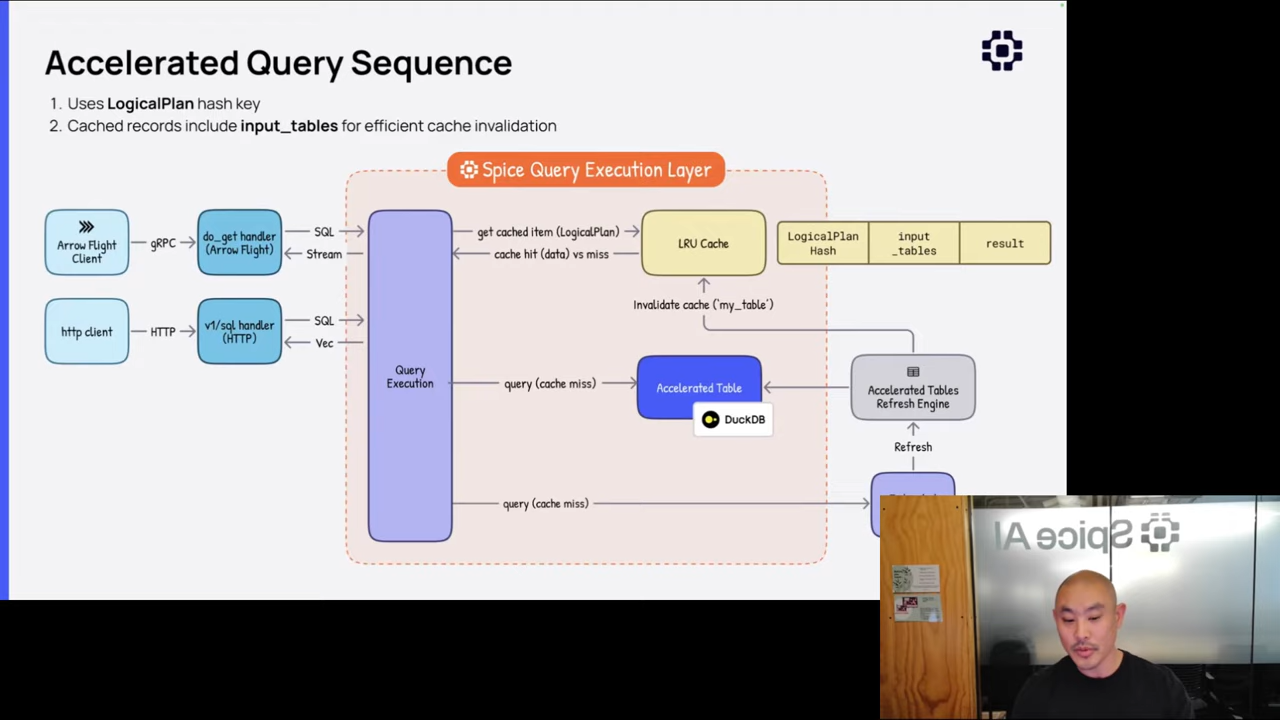 Accelerated Query Sequence
1. Uses LogicalPlan hash key
2. Cached records include input_tables for efficient cache invalidation
Spice Query Execution Layer
Arrow Flight
Client
gRPC
do_get handler
(Arrow Flight)
SQL
Stream
get cached item (LogicalPlan)
cache hit (data) vs miss
LRU Cache
LogicalPlan
Hash
input
_tables
result
Invalidate cache ('my_table')
http client
HTTP
v1/sql handler
(HTTP)
SQL
Vec
Query
Execution
query (cache miss)
Accelerated Table
DuckDB
Accelerated Tables
Refresh Engine
Refresh
query (cache miss)
Spice AI